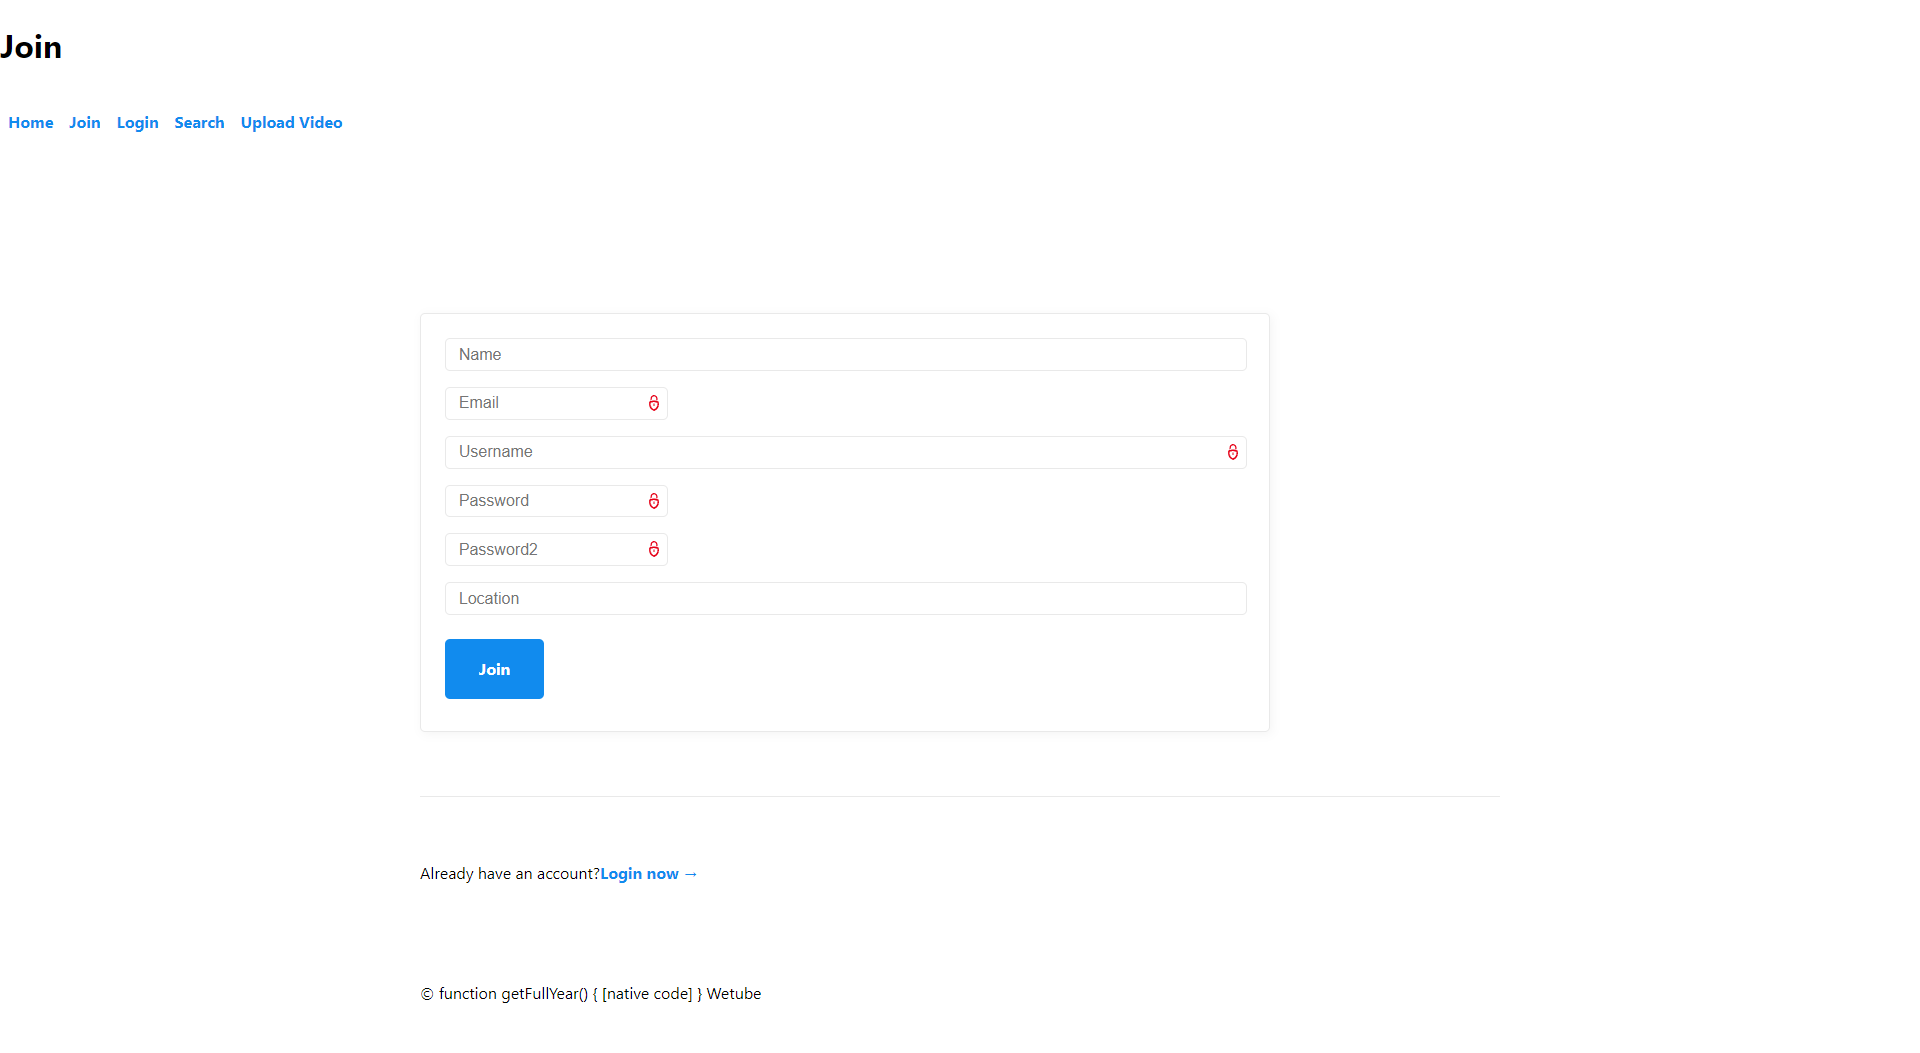 Join
Home Join Login Search Upload Video
Name
Email
Username
Password
Password2
Location
Join
Already have an account?Login now →
© function getFullYear() { [native code] } Wetube